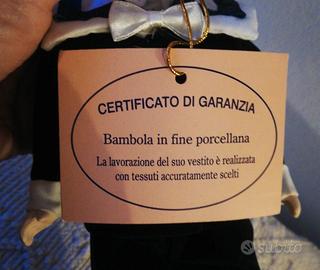 CERTIFICATO DI GARANZIA
Bambola in fine porcellana
La lavorazione del suo vestito è realizzata
con tessuti accuratamente scelti
subito